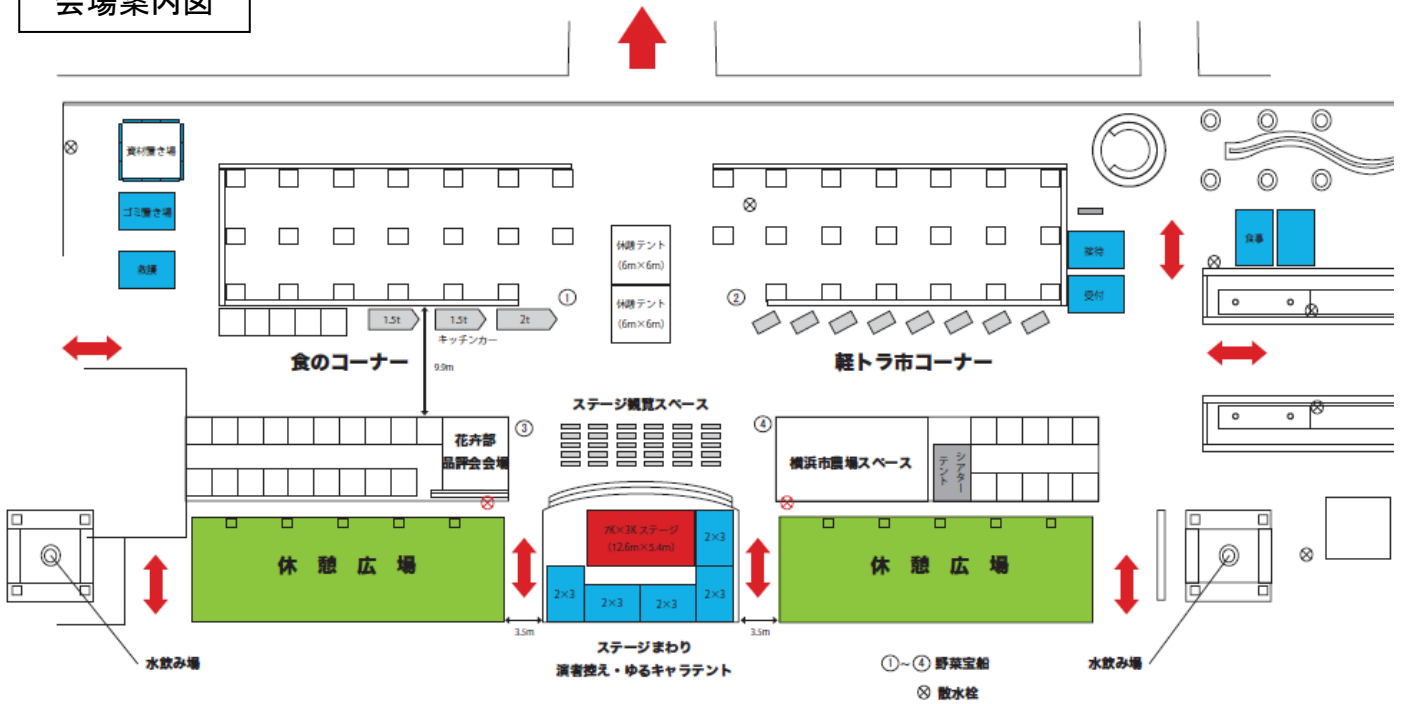 会場案内図
資材置き場
ゴミ置き場
救護
休憩テント
(6m×6m)
休憩テント
(6m×6m)
接待
受付
食事
①
②
1.5t
1.5t
2t
キッチンカー
食のコーナー
9.9m
軽トラ市コーナー
ステージ観覧スペース
③
④
花卉部
品評会会場
横浜市農場スペース
シアター
テント
7K×3K ステージ
(12.6m×5.4m)
2×3
2×3
2×3
2×3
2×3
休憩広場
休憩広場
3.5m
3.5m
水飲み場
ステージまわり
演者控え・ゆるキャラテント
①~④ 野菜宝船
⊗ 散水栓
水飲み場